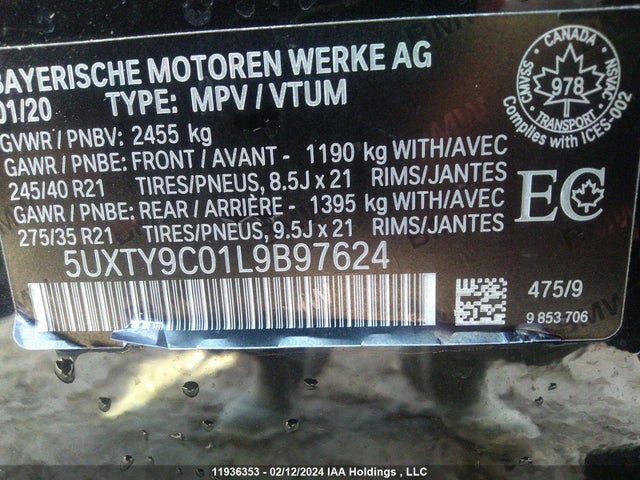 BAYERISCHE MOTOREN WERKE AG
01/20 TYPE: MPV / VTUM
GVWR / PNBV: 2455 kg
GAWR / PNBE: FRONT / AVANT - 1190 kg WITH/AVEC
245/40 R21 TIRES/PNEUS, 8.5J x 21 RIMS/JANTES
GAWR / PNBE: REAR / ARRIÈRE - 1395 kg WITH/AVEC
275/35 R21 TIRES/PNEUS, 9.5J x 21 RIMS/JANTES
5UXTY9C01L9B97624
CANADA
CMVSS
978
NSVAC
TRANSPORT
Complies with ICES-002
EC
475/9
9 853 706
11936353 - 02/12/2024 IAA Holdings , LLC